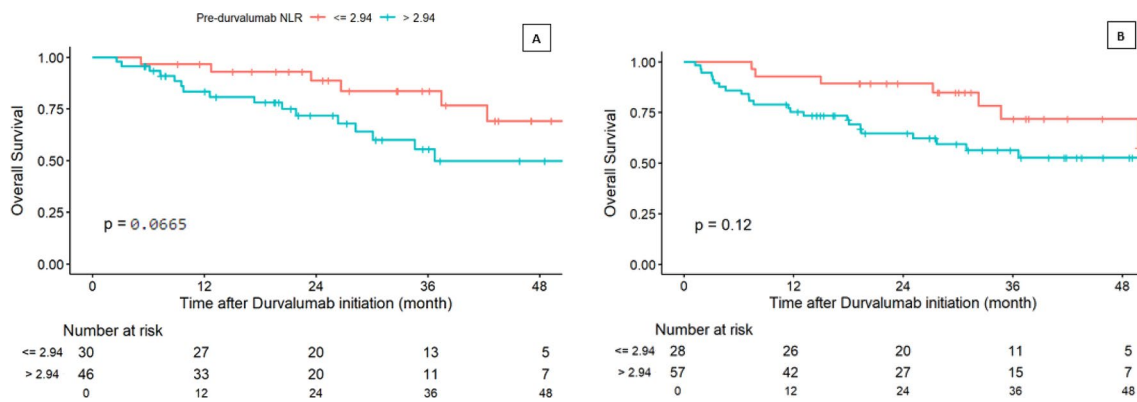 Pre-durvalumab NLR <= 2.94 > 2.94
A
Overall Survival
1.00
0.75
0.50
0.25
0.00
p = 0.0665
0 12 24 36 48
Time after Durvalumab initiation (month)
Number at risk
<= 2.94 30 27 20 13 5
> 2.94 46 33 20 11 7
0 12 24 36 48
B
Overall Survival
1.00
0.75
0.50
0.25
0.00
p = 0.12
0 12 24 36 48
Time after Durvalumab initiation (month)
Number at risk
<= 2.94 28 26 20 11 5
> 2.94 57 42 27 15 7
0 12 24 36 48